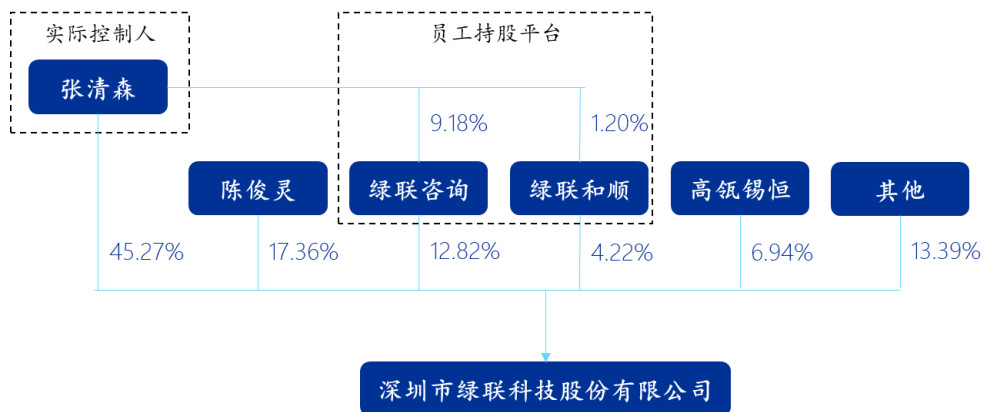 实际控制人
员工持股平台
张清森
9.18%
1.20%
陈俊灵
绿联咨询
绿联和顺
高瓴锡恒
其他
45.27%
17.36%
12.82%
4.22%
6.94%
13.39%
深圳市绿联科技股份有限公司